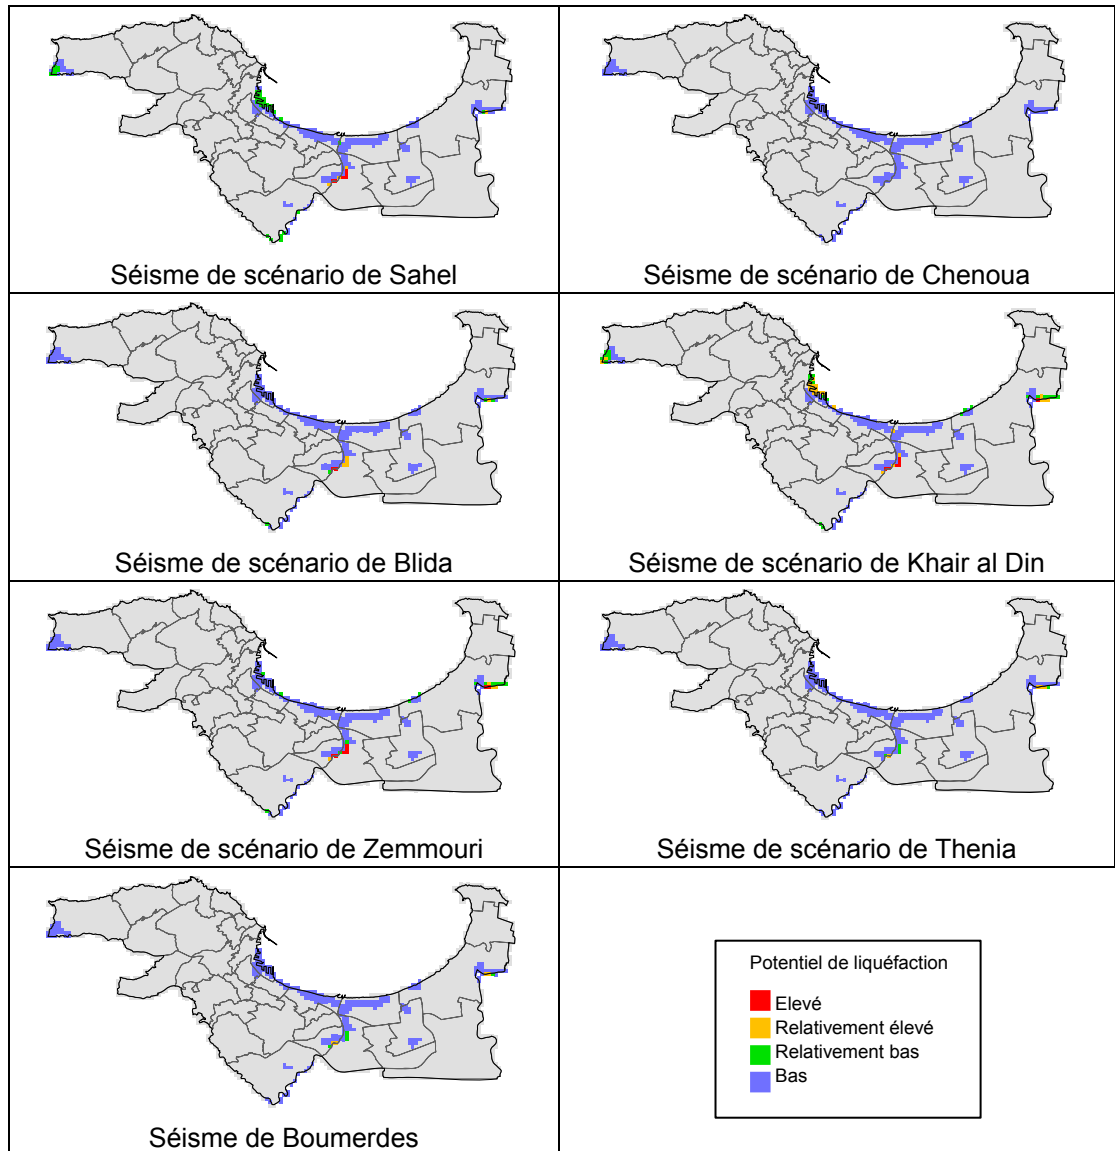 Séisme de scénario de Sahel
Séisme de scénario de Chenoua
Séisme de scénario de Blida
Séisme de scénario de Khair al Din
Séisme de scénario de Zemmouri
Séisme de scénario de Thenia
Séisme de Boumerdes
Potentiel de liquéfaction
Elevé
Relativement élevé
Relativement bas
Bas